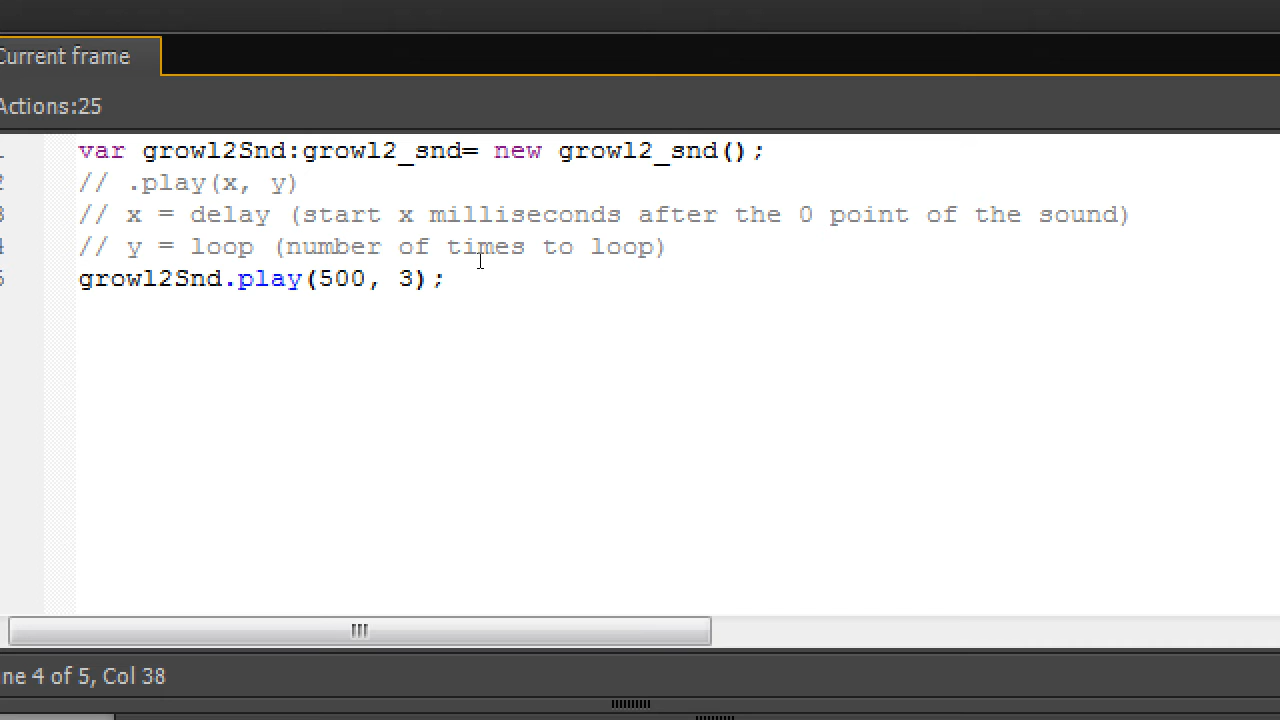 Current frame
Actions:25
var growl2Snd:growl2_snd= new growl2_snd();
// .play(x, y)
// x = delay (start x milliseconds after the 0 point of the sound)
// y = loop (number of times to loop)
growl2Snd.play(500, 3);
ne 4 of 5, Col 38